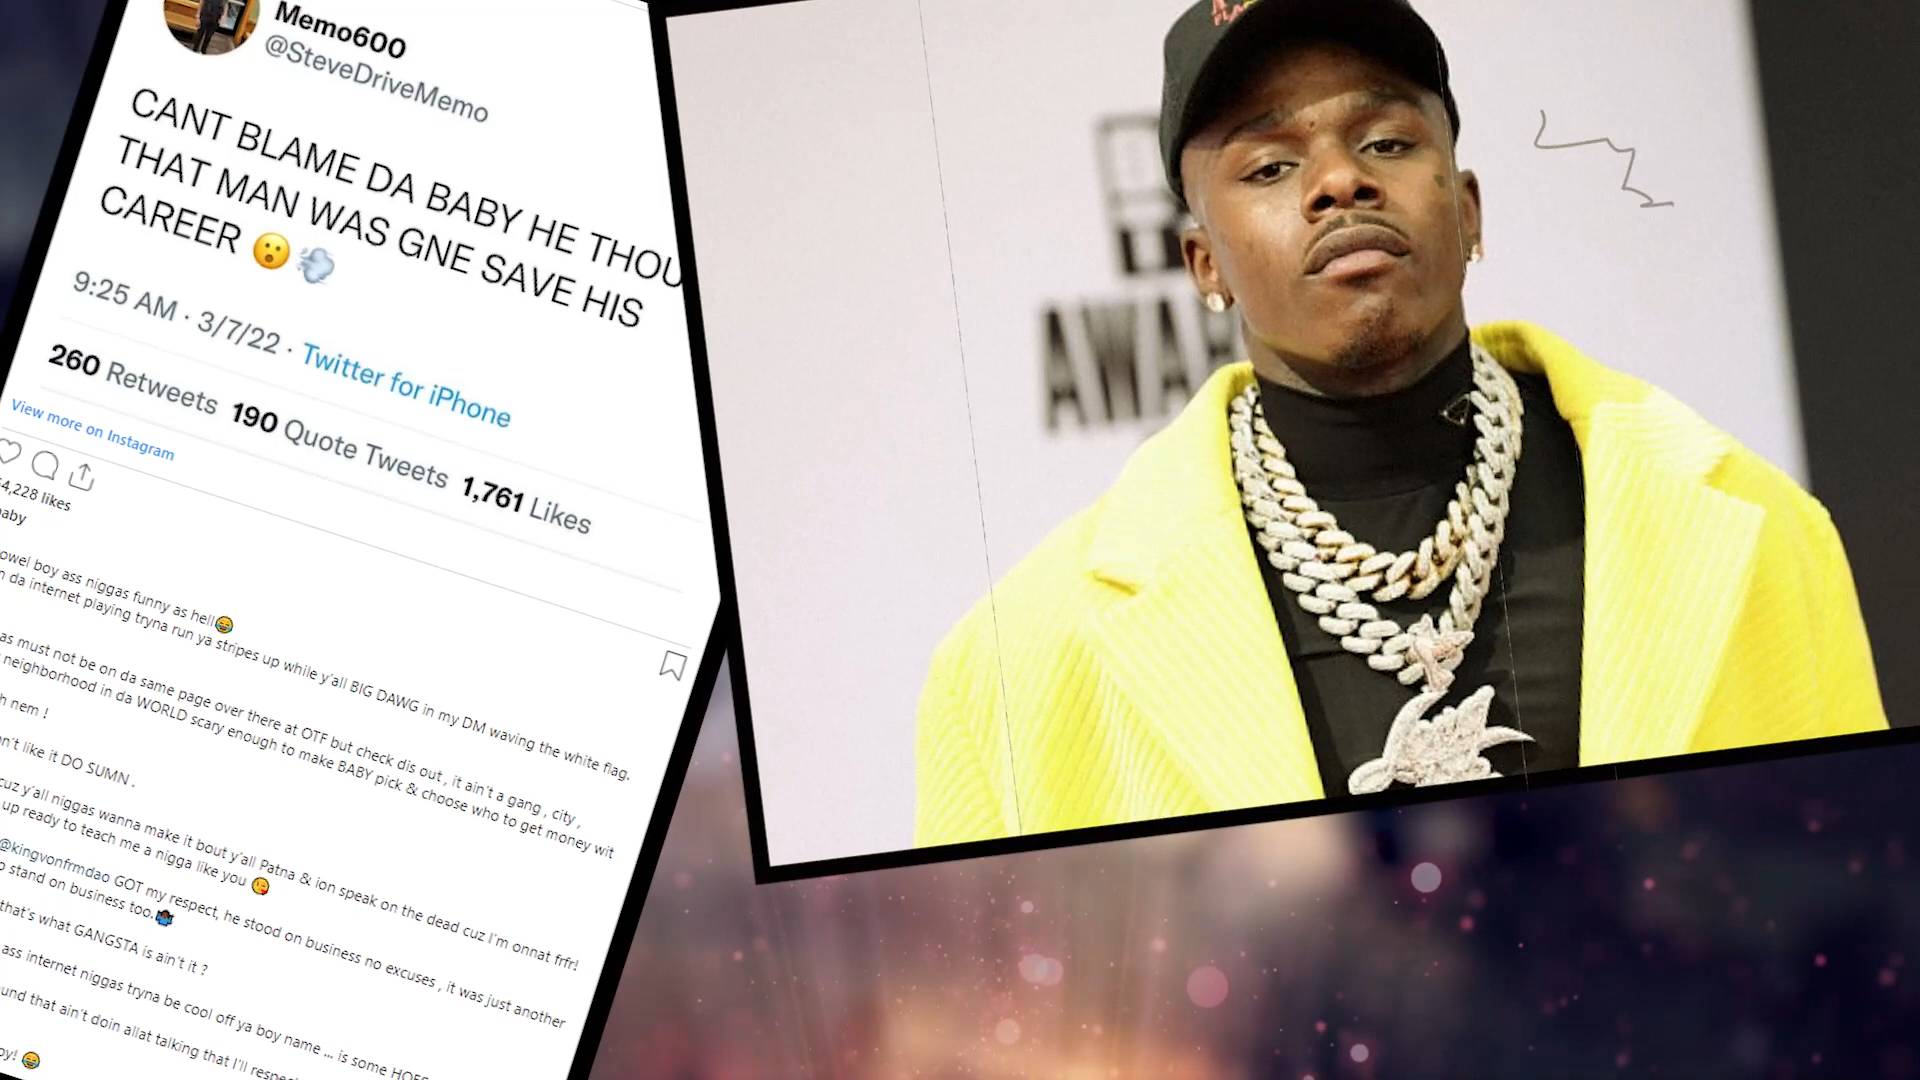 Memo600
@SteveDriveMemo
CANT BLAME DA BABY HE THOU
THAT MAN WAS GNE SAVE HIS
CAREER 😮💨
9:25 AM · 3/7/22 · Twitter for iPhone
260 Retweets 190 Quote Tweets 1,761 Likes
View more on Instagram
4,228 likes
baby
owel boy ass niggas funny as hell😂
n da internet playing tryna run ya stripes up while y'all BIG DAWG in my DM waving the white flag.
as must not be on da same page over there at OTF but check dis out , it ain't a gang , city ,
neighborhood in da WORLD scary enough to make BABY pick & choose who to get money wit
h nem !
n't like it DO SUMN .
cuz y'all niggas wanna make it bout y'all Patna & ion speak on the dead cuz I'm onnat frfr!
up ready to teach me a nigga like you 😘
@kingvonfrmdao GOT my respect, he stood on business no excuses , it was just another
o stand on business too.
that's what GANGSTA is ain't it ?
ass internet niggas tryna be cool off ya boy name ... is some HOES
und that ain't doin allat talking that I'll respec
oy! 😂
AWAR